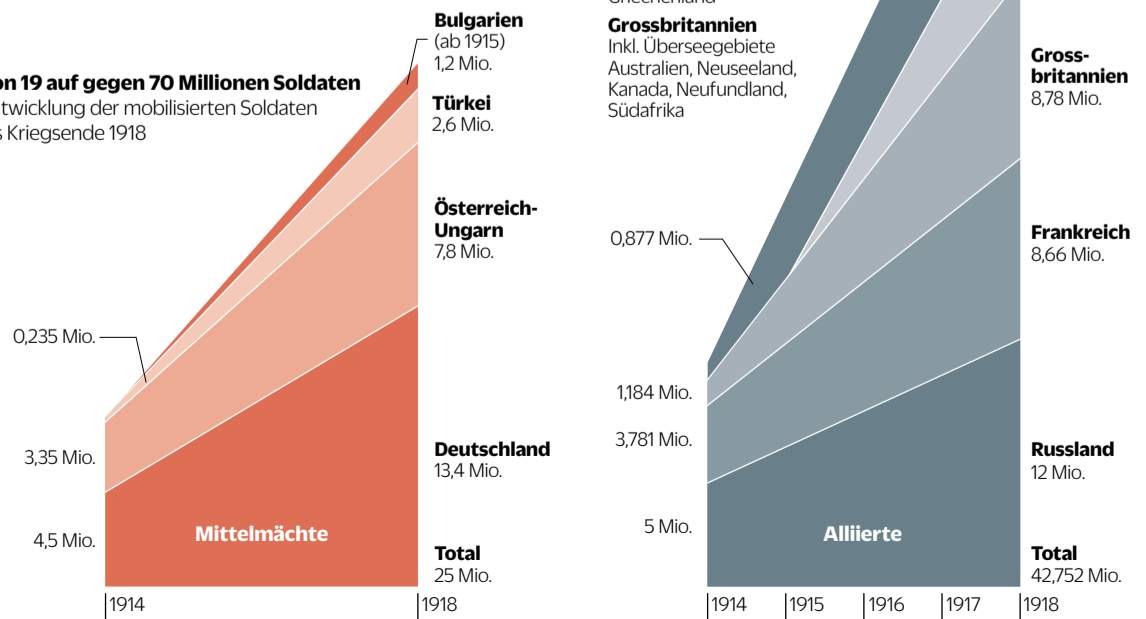 Bulgarien
(ab 1915)
1,2 Mio.
19 auf gegen 70 Millionen Soldaten
der mobilisierten Soldaten
Kriegsende 1918
Türkei
2,6 Mio.
Österreich-
Ungarn
7,8 Mio.
0,235 Mio.
3,35 Mio.
4,5 Mio.
Deutschland
13,4 Mio.
Mittelmächte
Total
25 Mio.
1914
1918
Grossbritannien
Inkl. Überseegebiete
Australien, Neuseeland,
Kanada, Neufundland,
Südafrika
Gross-
britannien
8,78 Mio.
0,877 Mio.
Frankreich
8,66 Mio.
1,184 Mio.
3,781 Mio.
Russland
12 Mio.
5 Mio.
Alliierte
Total
42,752 Mio.
1914
1915
1916
1917
1918